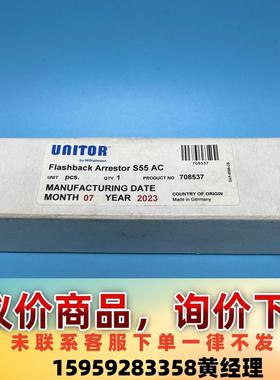 UNITOR
by Wilhelmsen
708537
Flashback Arrestor S55 AC
UNIT pcs. QTY 1 PRODUCT NO 708537
MANUFACTURING DATE
MONTH 07 YEAR 2023
COUNTRY OF ORIGIN
Made in Germany
议价商品，询价下单
未联系客服下单一律不发
15959283358黄经理